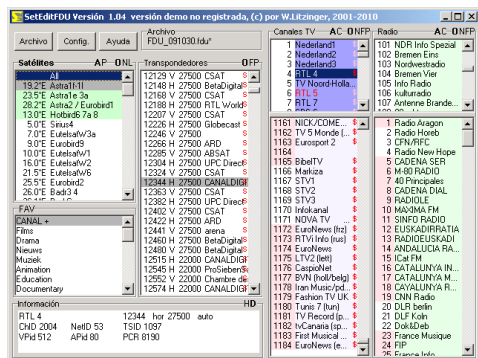 SetEditFDU Versión 1.04 versión demo no registrada, (c) por W.Litzinger, 2001-2010
Archivo
Config.
Ayuda
Archivo
FDU_091030.fdu*
Satélites AP ONL
All
19.2°E Astra1f-1l
23.5°E Astra1e 3a
28.2°E Astra2 / Eurobird1
13.0°E Hotbird6 7a 8
5.0°E Sirius4
7.0°E EutelsafW3a
9.0°E Eurobird9
10.0°E EutelsafW1
16.0°E EutelsafW2
21.5°E EutelsafW6
25.5°E Eurobird2
26.0°E Badr3 4
FAV
CANAL +
Films
Drama
Nieuws
Muziek
Animation
Education
Documentary
Transpondedores OFP
12129 V 27500 CSAT S
12148 H 27500 BetaDigital S
12168 V 27500 CSAT S
12188 H 27500 RTL World S
12207 V 27500 CSAT S
12226 H 27500 Globecast S
12246 V 27500 S
12266 H 27500 ARD S
12285 V 27500 ABSAT S
12304 H 27500 UPC Direct S
12324 V 27500 CSAT S
12344 H 27500 CANALDIGI
12363 V 27500 CSAT S
12382 H 27500 UPC Direct S
12402 V 27500 CSAT S
12422 H 27500 ARD S
12441 V 27500 arena S
12460 H 27500 BetaDigital S
12480 V 27500 BetaDigital S
12515 H 22000 CANALDIGI
12545 H 22000 ProSieben S
12552 V 22000 Chambre de
12574 H 22000 CANALDIGI
Canales TV AC ONFP
1 Nederland1
2 Nederland2
3 Nederland3
4 RTL 4
5 TV Noord-Holla...
6 RTL 5
7 RTL 7
1161 NICK/COME... $
1162 TV 5 Monde (... $
1163 Eurosport 2 $
1164
1165 BibelTV $
1166 Markiza $
1167 STV1 $
1168 STV2 $
1169 STV3 $
1170 Infokanal $
1171 NOVA TV ... $
1172 EuroNews (frz) $
1173 RTVi Info (rus) $
1174 EuroNews $
1175 LTV2 (lett) $
1176 CaspioNet $
1177 BVN (holl/belg) $
1178 Iran Music/pd... $
1179 Fashion TV UK $
1180 Tunis 7 (tun) $
1181 TV Record (p... $
1182 tvCanaria (sp... $
1183 First Musical ... $
1184 EuroNews (e... $
Radio AC ONFP
101 NDR Info Spezial
102 Bremen Eins
103 Nordwestradio
104 Bremen Vier
105 Info Radio
106 kulturradio
107 Antenne Brande...
1 Radio Aragon
2 Radio Horeb
3 CFN/RFC
4 Radio New Hope
5 CADENA SER
6 M-80 RADIO
7 40 Principales
8 CADENA DIAL
9 RADIOLE
10 MAXIMA FM
11 SINFO RADIO
12 EUSKADIRRATIA
13 RADIOEUSKADI
14 ANDALUCIA RA...
15 ICat FM
16 CATALUNYA IN...
17 CATALUNYA M...
18 CATALUNYA R...
19 CNN Radio
20 DLR berlin
21 DLF Koln
22 Dok&Deb
23 France Musique
24 FIP
25 France Info
Información HD
RTL 4 12344 hor 27500 auto
ChID 2004 NetID 53 TSID 1097
VPid 512 APid 80 PCR 8190